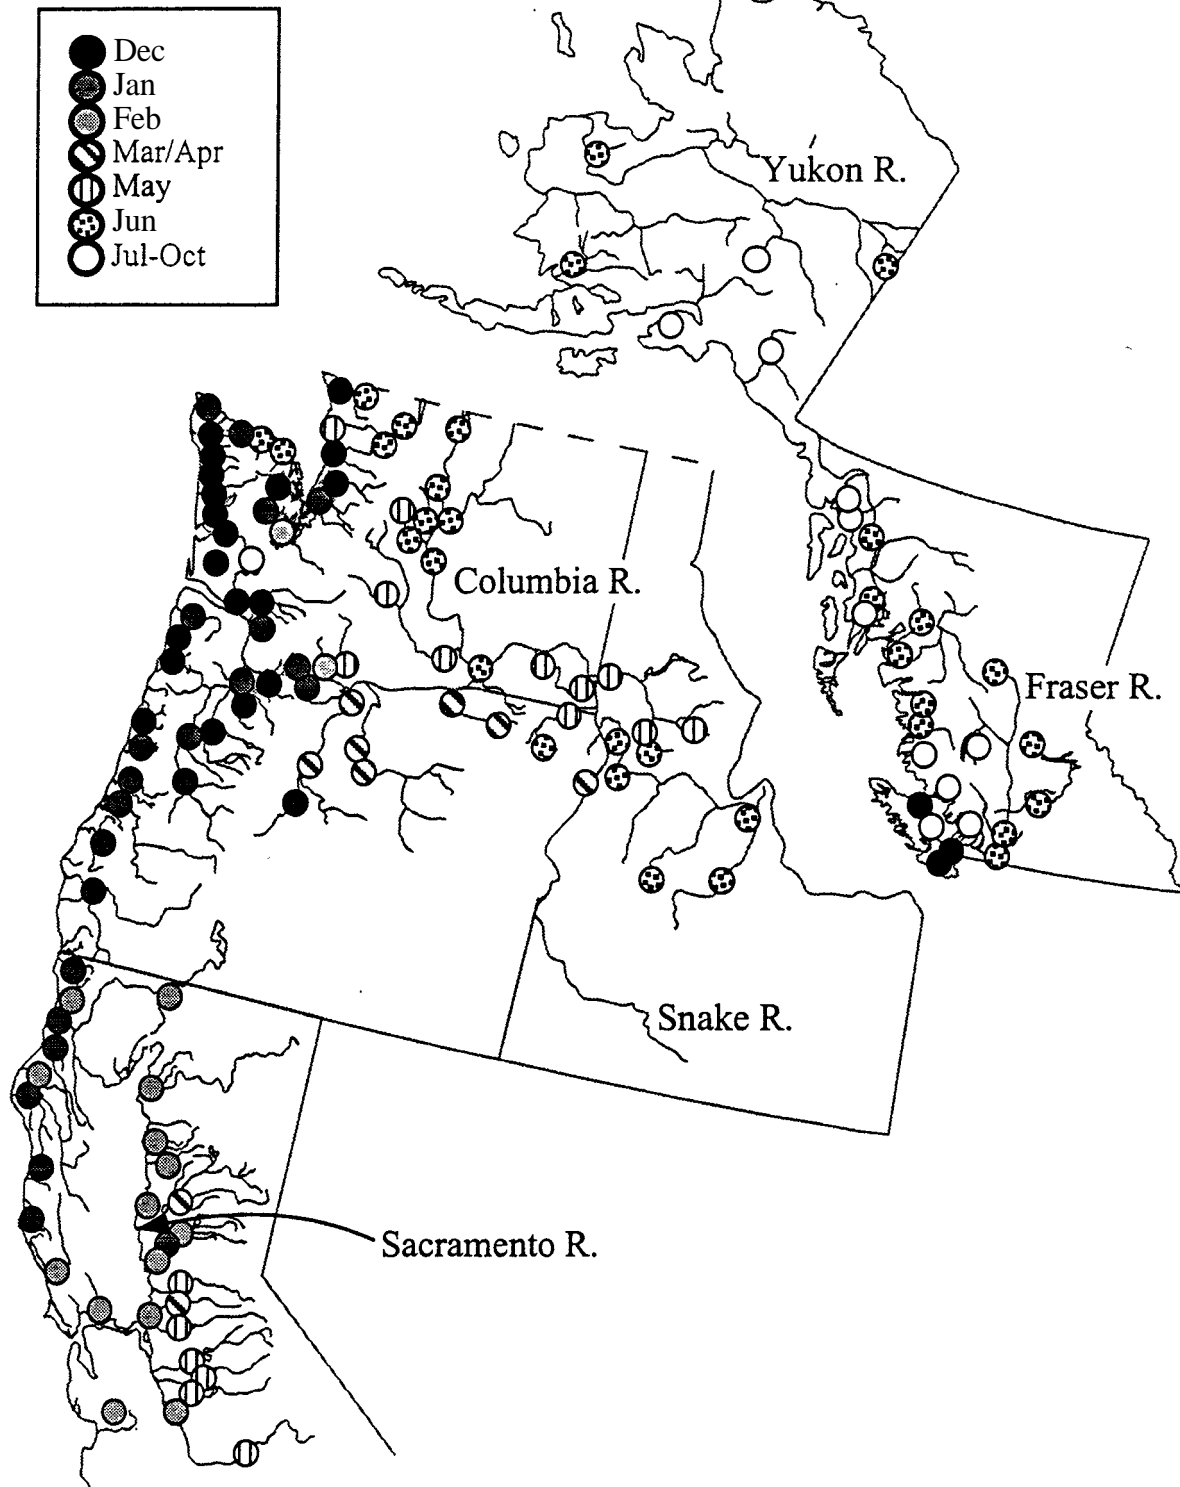 Dec
Jan
Feb
Mar/Apr
May
Jun
Jul-Oct
Yukon R.
Columbia R.
Fraser R.
Snake R.
Sacramento R.